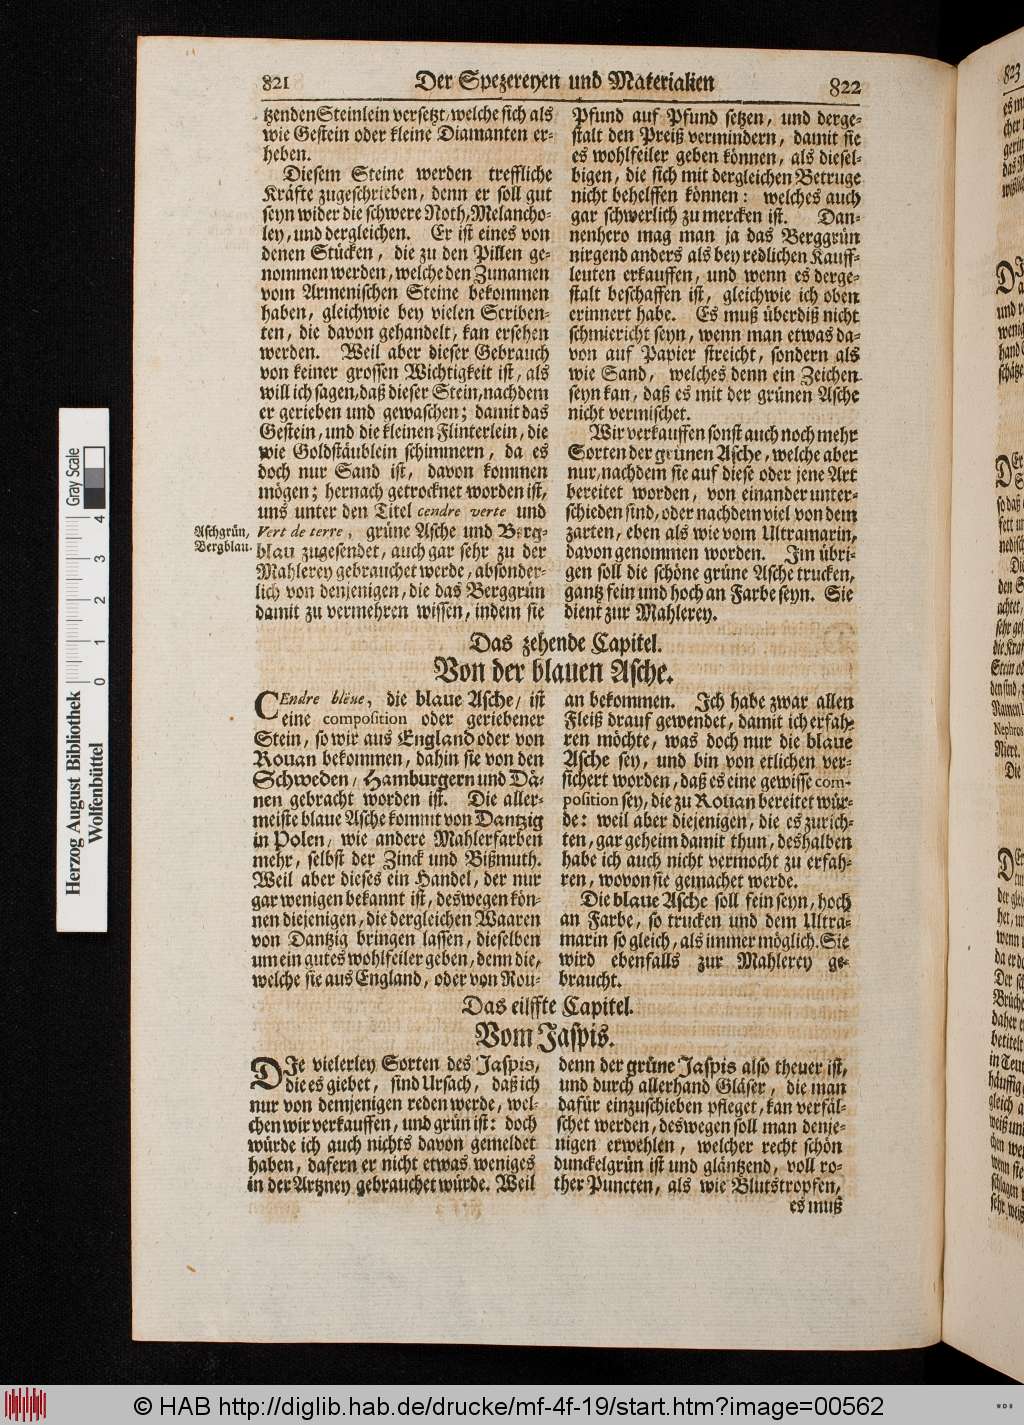 821
Der Spezereyen und Materialien
822
tzenden Steinlein versetzt/ welche sich als
wie Gestein oder kleine Diamanten er-
heben.
Diesem Steine werden treffliche
Kräfte zugeschrieben, denn er soll gut
seyn wider die schwere Noth, Melancho-
ley, und dergleichen. Er ist eines von
denen Stücken, die zu den Pillen ge-
nommen werden, welche den Zunamen
vom Armenischen Steine bekommen
haben, gleichwie bey vielen Scriben-
ten, die davon gehandelt, kan ersehen
werden. Weil aber dieser Gebrauch
von keiner grossen Wichtigkeit ist, als
will ich sagen, daß dieser Stein, nachdem
er gerieben und gewaschen; damit das
Gestein, und die kleinen Flinterlein, die
wie Goldstäublein schimmern, da es
doch nur Sand ist, davon kommen
mögen; hernach getrocknet worden ist,
uns unter den Titel cendre verte und
Aschgrün,
Bergblau.
Vert de terre, grüne Asche und Berg-
blau zugesendet, auch gar sehr zu der
Mahlerey gebrauchet werde, absonder-
lich von denjenigen, die das Berggrün
damit zu vermehren wissen, indem sie
Pfund auf Pfund setzen, und derge-
stalt den Preiß vermindern, damit sie
es wohlfeiler geben können, als diesel-
bigen, die sich mit dergleichen Betruge
nicht behelffen können: welches auch
gar schwerlich zu mercken ist. Dan-
nenhero mag man ja das Berggrün
nirgend anders als bey redlichen Kauff-
leuten erkauffen, und wenn es derge-
stalt beschaffen ist, gleichwie ich oben
erinnert habe. Es muß überdiß nicht
schmiericht seyn, wenn man etwas da-
von auf Papier streicht, sondern als
wie Sand, welches denn ein Zeichen
seyn kan, daß es mit der grünen Asche
nicht vermischet.
Wir verkauffen sonst auch noch mehr
Sorten der grünen Asche, welche aber
nur, nachdem sie auf diese oder jene Art
bereitet worden, von einander unter-
schieden sind, oder nachdem viel von dem
zarten, eben als wie vom Ultramarin,
davon genommen worden. Im übri-
gen soll die schöne grüne Asche trucken,
gantz fein und hoch an Farbe seyn. Sie
dient zur Mahlerey.
Das zehende Capitel.
Von der blauen Asche.
CEndre blëue, die blaue Asche/ ist
eine composition oder geriebener
Stein, so wir aus England oder von
Rouan bekommen, dahin sie von den
Schweden/ Hamburgern und Dä-
nen gebracht worden ist. Die aller-
meiste blaue Asche kommt von Dantzig
in Polen/ wie andere Mahlerfarben
mehr, selbst der Zinck und Bißmuth.
Weil aber dieses ein Handel, der nur
gar wenigen bekannt ist, deswegen kön-
nen diejenigen, die dergleichen Waaren
von Dantzig bringen lassen, dieselben
um ein gutes wohlfeiler geben, denn die,
welche sie aus England, oder von Rou-
an bekommen. Ich habe zwar allen
Fleiß drauf gewendet, damit ich erfah-
ren möchte, was doch nur die blaue
Asche sey, und bin von etlichen ver-
sichert worden, daß es eine gewisse com-
position sey, die zu Rouan bereitet wür-
de: weil aber diejenigen, die es zurich-
ten, gar geheim damit thun, deshalben
habe ich auch nicht vermocht zu erfah-
ren, wovon sie gemachet werde.
Die blaue Asche soll fein seyn, hoch
an Farbe, so trucken und dem Ultra-
marin so gleich, als immer möglich. Sie
wird ebenfalls zur Mahlerey ge-
braucht.
Das eilffte Capitel.
Vom Jaspis.
DJe vielerley Sorten des Jaspis,
die es giebet, sind Ursach, daß ich
nur von demjenigen reden werde, wel-
chen wir verkauffen, und grün ist: doch
würde ich auch nichts davon gemeldet
haben, dafern er nicht etwas weniges
in der Artzney gebrauchet würde. Weil
denn der grüne Jaspis also theuer ist,
und durch allerhand Gläser, die man
dafür einzuschieben pfleget, kan verfäl-
schet werden, deswegen soll man denje-
nigen erwehlen, welcher recht schön
dunckelgrün ist und gläntzend, voll ro-
ther Puncten, als wie Blutstropfen,
es muß
823
Gray Scale
0 1 2 3 4
Herzog August Bibliothek
Wolfenbüttel
© HAB http://diglib.hab.de/drucke/mf-4f-19/start.htm?image=00562